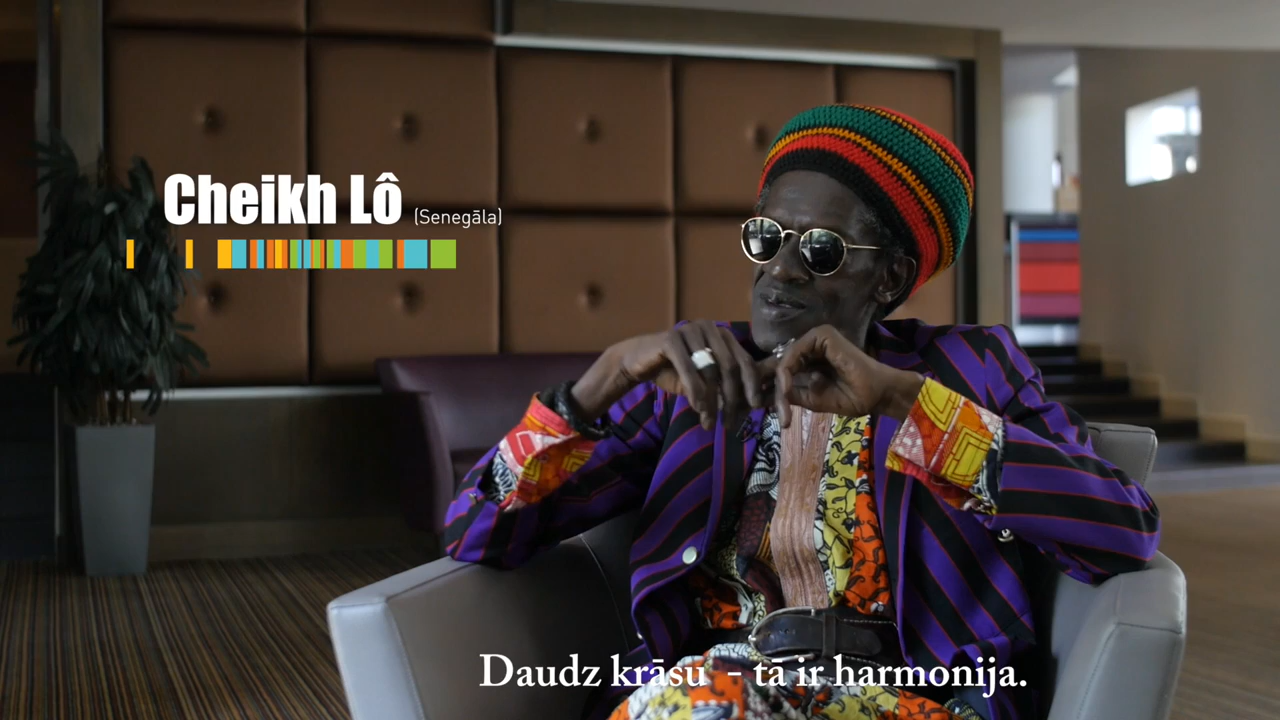 Cheikh Lô (Senegāla)
Daudz krāsu - tā ir harmonija.